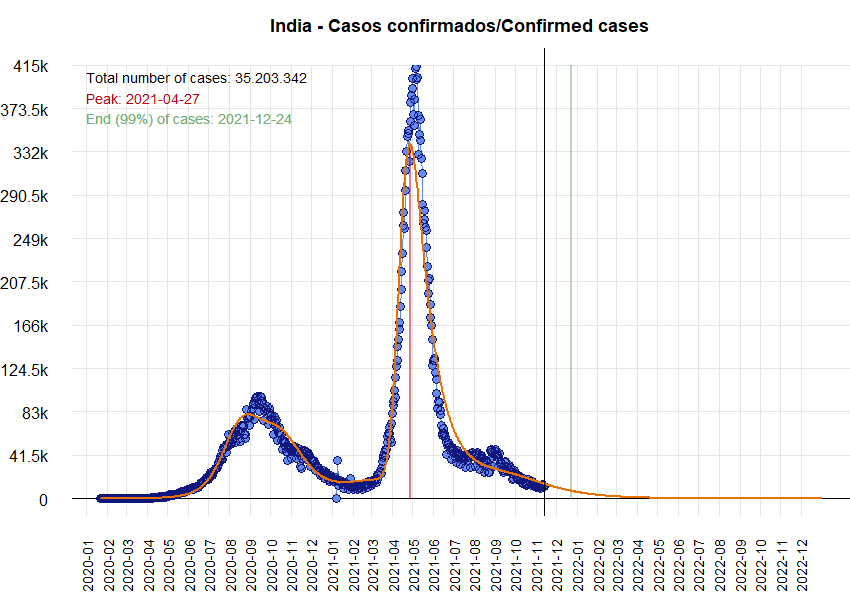 India - Casos confirmados/Confirmed cases
415k
Total number of cases: 35.203.342
Peak: 2021-04-27
373.5k
End (99%) of cases: 2021-12-24
332k
290.5k
249k
207.5k
166k
124.5k
83k
41.5k
0
2020-01
2020-02
2020-03
2020-04
2020-05
2020-06
2020-07
2020-08
2020-09
2020-10
2020-11
2020-12
2021-01
2021-02
2021-03
2021-04
2021-05
2021-06
2021-07
2021-08
2021-09
2021-10
2021-11
2021-12
2022-01
2022-02
2022-03
2022-04
2022-05
2022-06
2022-07
2022-08
2022-09
2022-10
2022-11
2022-12